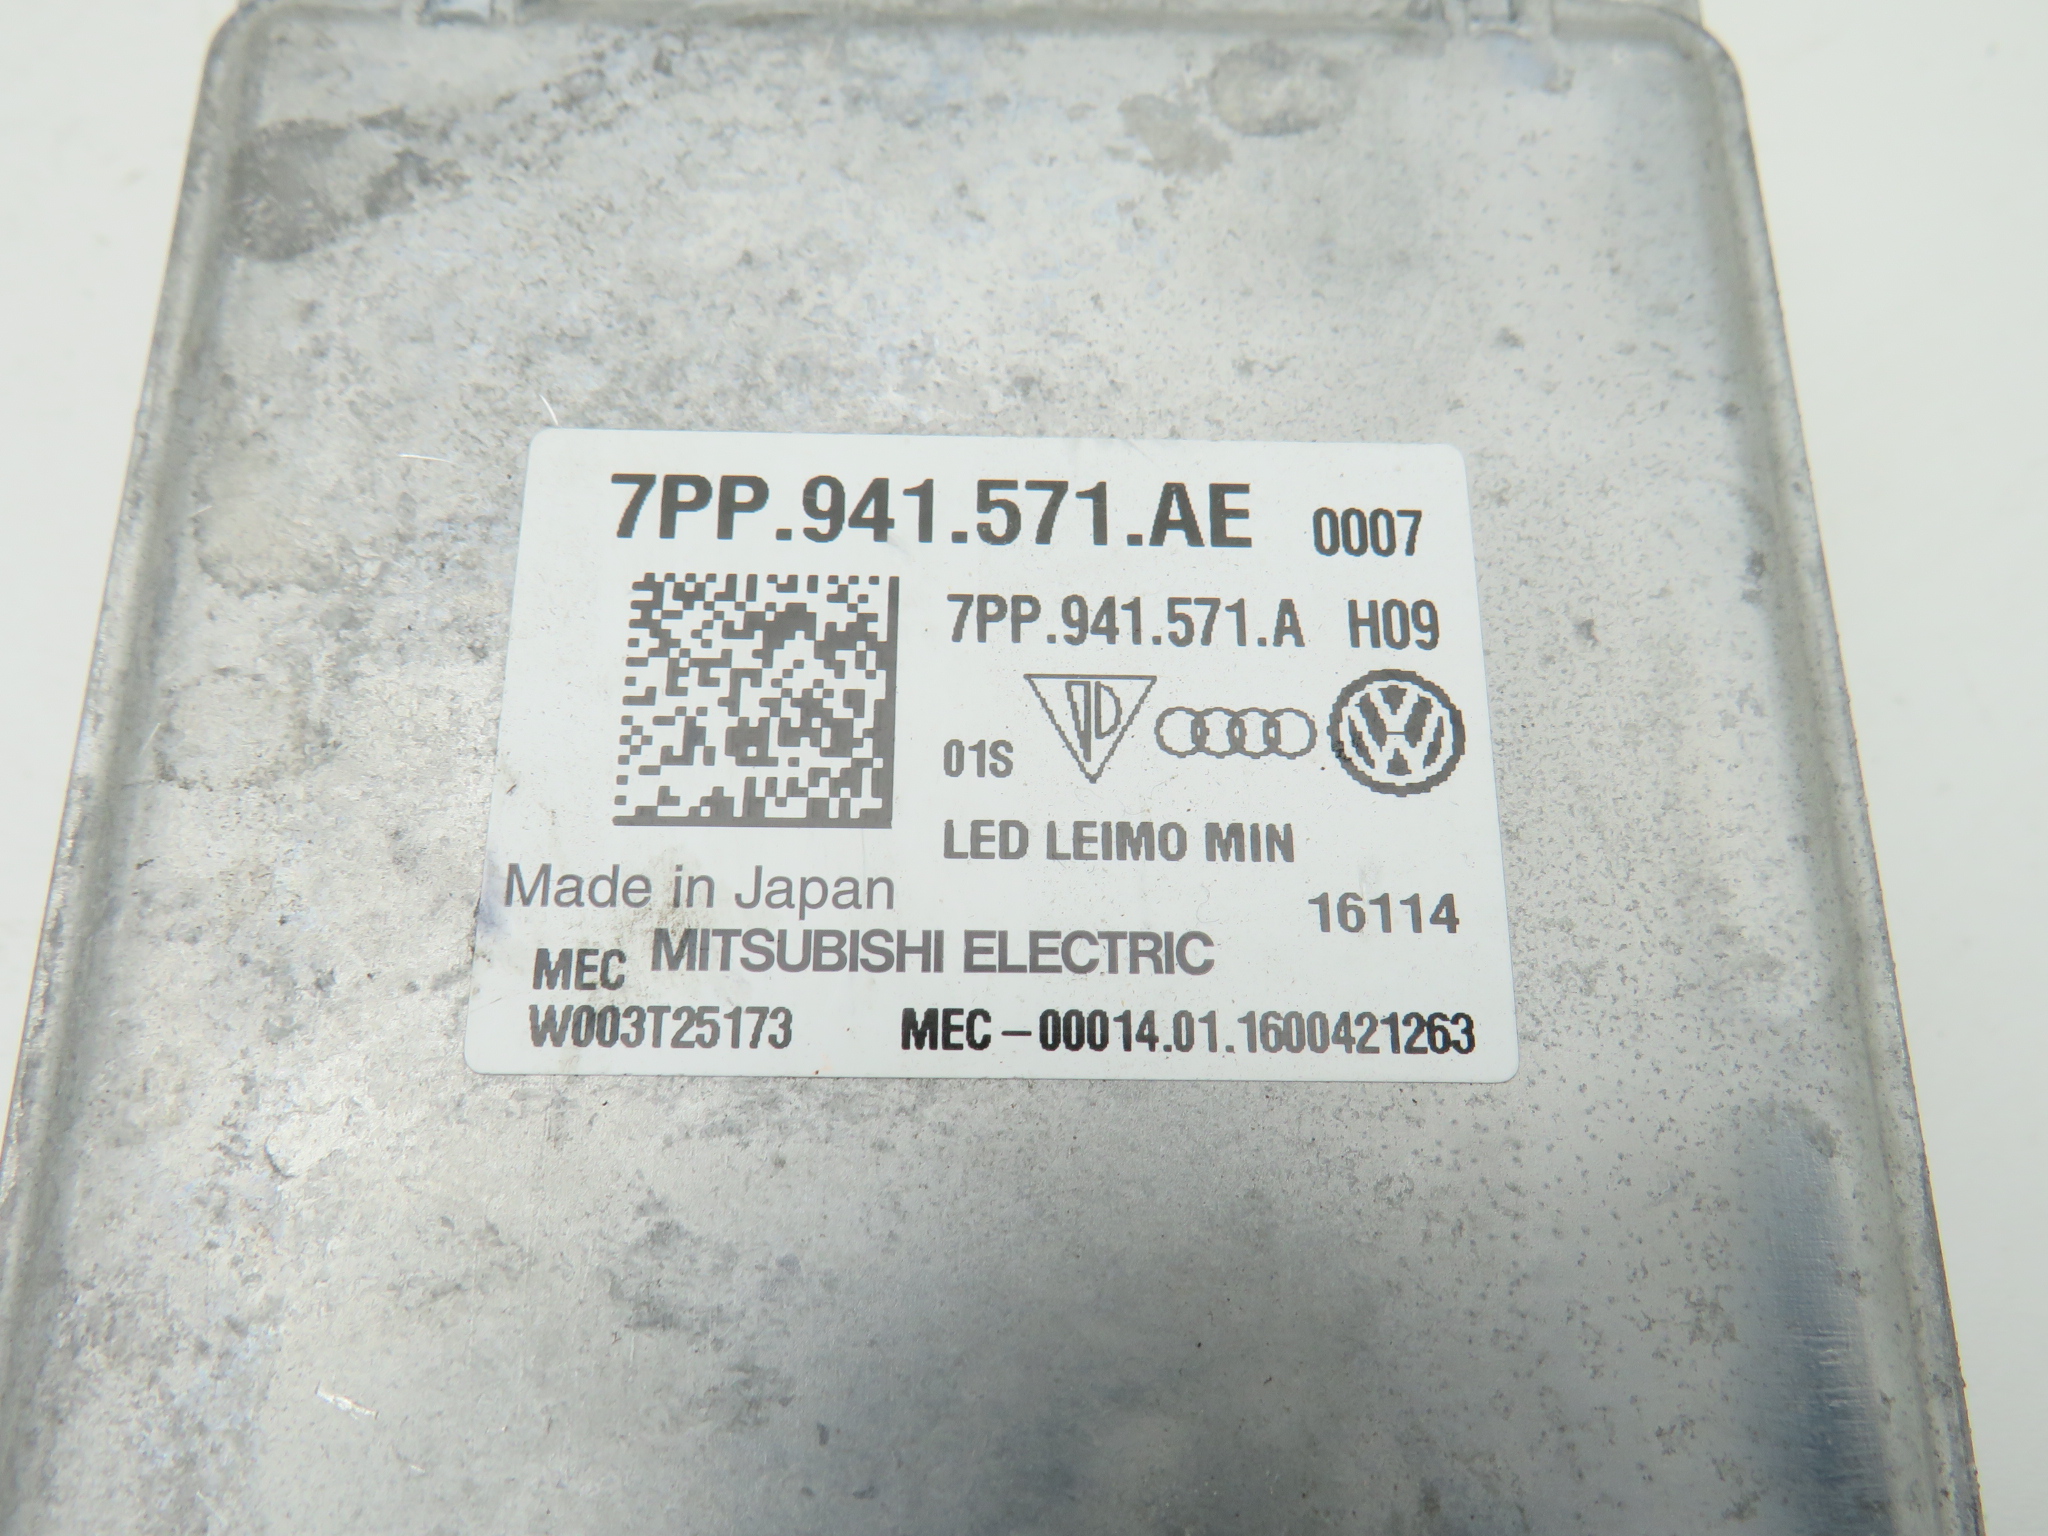 7PP.941.571.AE 0007
7PP.941.571.A H09
01S
LED LEIMO MIN
Made in Japan
16114
MEC MITSUBISHI ELECTRIC
W003T25173 MEC-00014.01.1600421263